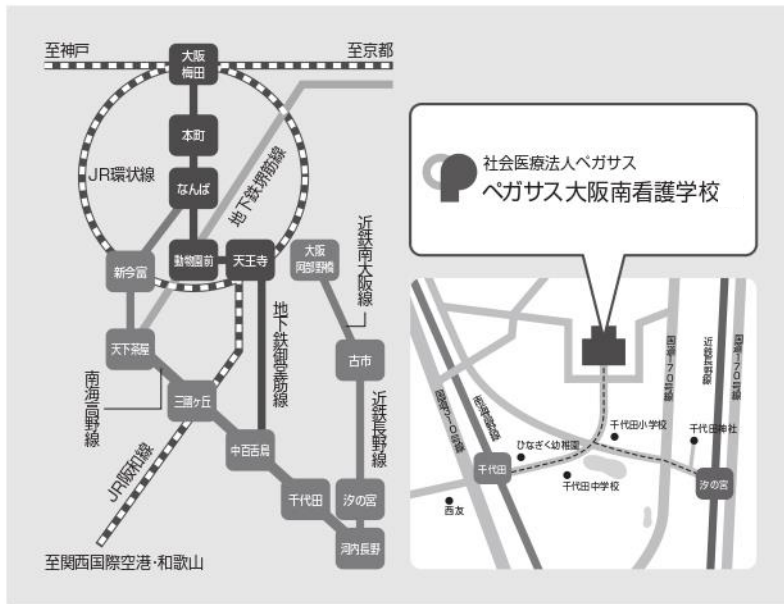 至神戸
至京都
大阪
梅田
本町
JR環状線
なんば
地下鉄堺筋線
動物園前
天王寺
新今宮
大阪
阿部野橋
近鉄南大阪線
天下茶屋
地下鉄御堂筋線
古市
南海高野線
三国ヶ丘
近鉄長野線
中百舌鳥
JR阪和線
千代田
汐の宮
河内長野
至関西国際空港・和歌山
社会医療法人ペガサス
ペガサス大阪南看護学校
国道310号線
南海高野線
国道170号線
近鉄長野線
国道170号線
千代田小学校
千代田神社
ひなぎく幼稚園
千代田
千代田中学校
汐の宮
西友